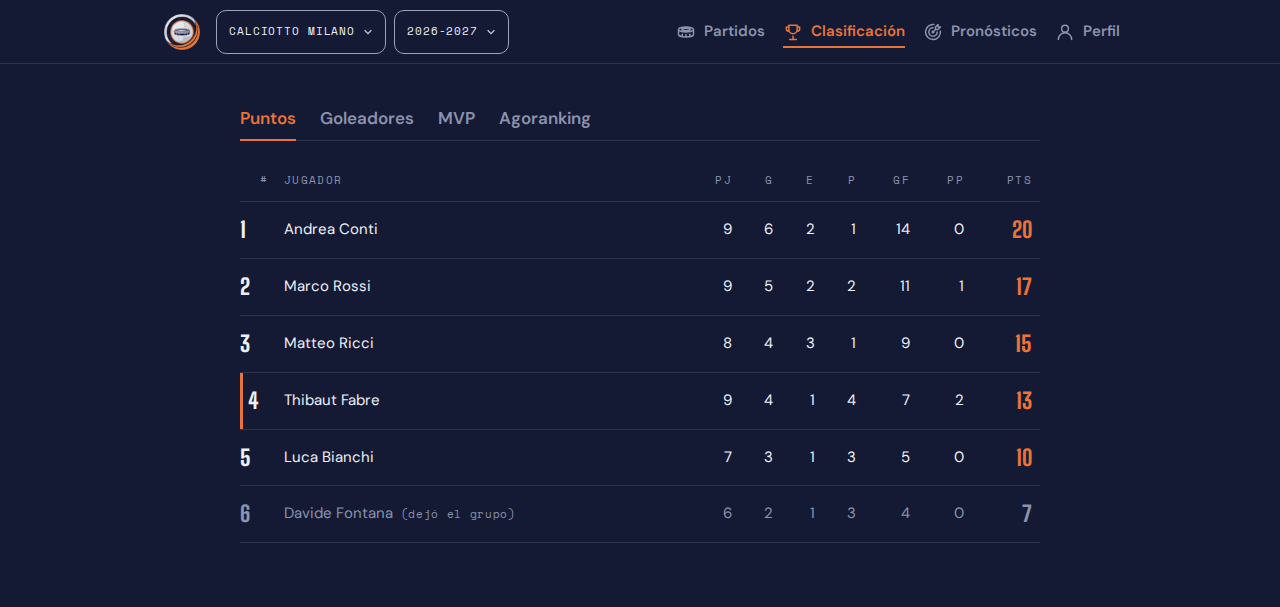 CALCIOTTO MILANO 2026-2027 Partidos Clasificación Pronósticos Perfil
Puntos Goleadores MVP Agoranking
# JUGADOR PJ G E P GF PP PTS
1 Andrea Conti 9 6 2 1 14 0 20
2 Marco Rossi 9 5 2 2 11 1 17
3 Matteo Ricci 8 4 3 1 9 0 15
4 Thibaut Fabre 9 4 1 4 7 2 13
5 Luca Bianchi 7 3 1 3 5 0 10
6 Davide Fontana (dejó el grupo) 6 2 1 3 4 0 7